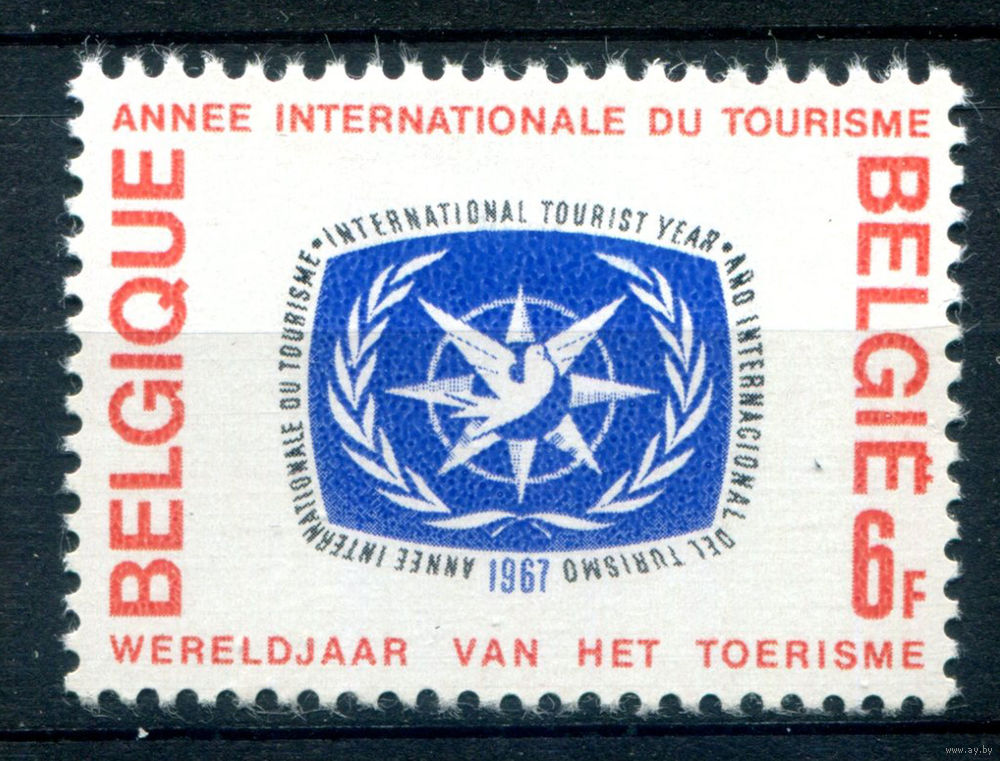 ANNEE INTERNATIONALE DU TOURISME
BELGIQUE
BELGIË
INTERNATIONAL TOURIST YEAR • AÑO INTERNACIONAL DEL TURISMO
1967
ANNÉE INTERNATIONALE DU TOURISME •
6F
WERELDJAAR VAN HET TOERISME
www.ay.by